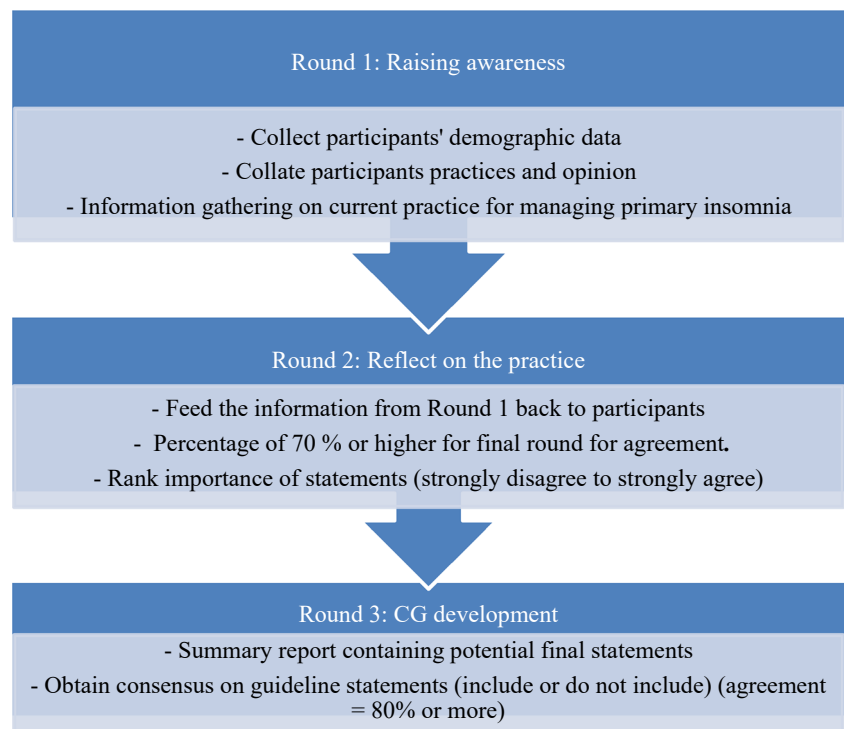 Round 1: Raising awareness
- Collect participants' demographic data
- Collate participants practices and opinion
- Information gathering on current practice for managing primary insomnia
Round 2: Reflect on the practice
- Feed the information from Round 1 back to participants
- Percentage of 70 % or higher for final round for agreement.
- Rank importance of statements (strongly disagree to strongly agree)
Round 3: CG development
- Summary report containing potential final statements
- Obtain consensus on guideline statements (include or do not include) (agreement
= 80% or more)